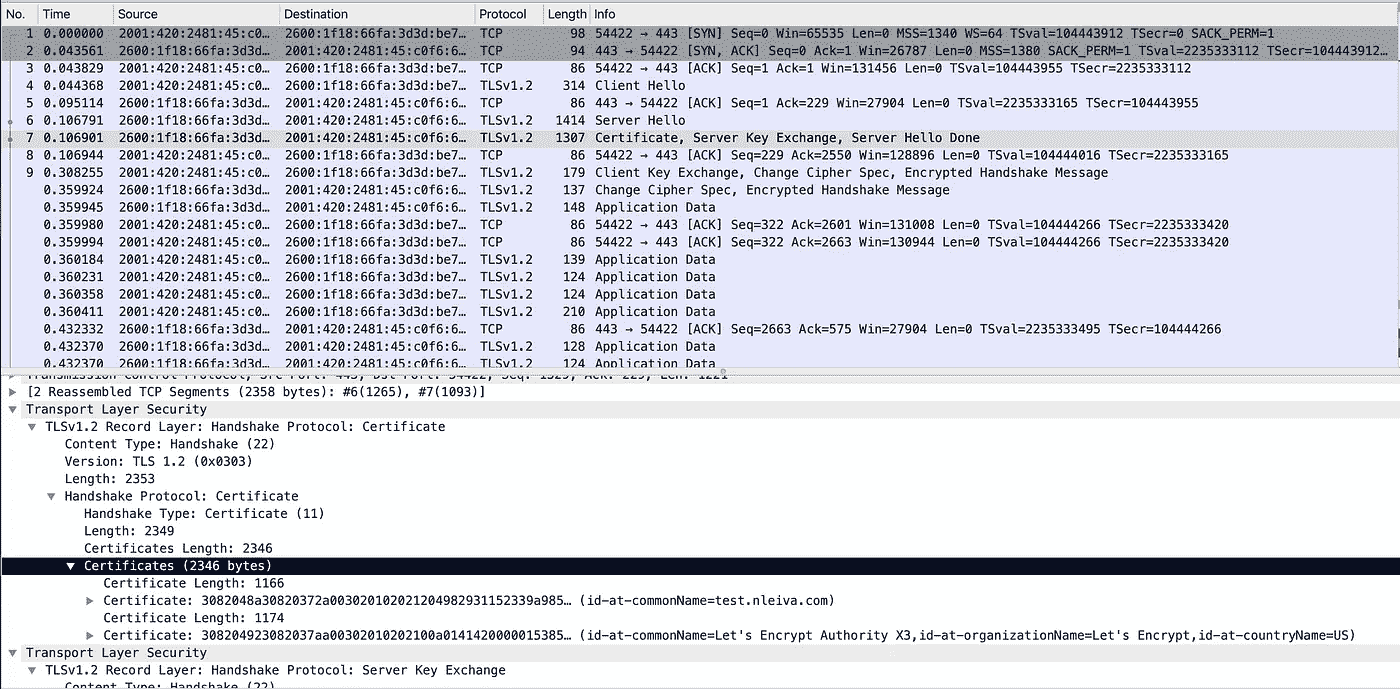 No. Time Source Destination Protocol Length Info
1 0.000000 2001:420:2481:45:c0… 2600:1f18:66fa:3d3d:be7… TCP 98 54422 → 443 [SYN] Seq=0 Win=65535 Len=0 MSS=1340 WS=64 TSval=104443912 TSecr=0 SACK_PERM=1
2 0.043561 2600:1f18:66fa:3d3d… 2001:420:2481:45:c0f6:6… TCP 94 443 → 54422 [SYN, ACK] Seq=0 Ack=1 Win=26787 Len=0 MSS=1380 SACK_PERM=1 TSval=2235333112 TSecr=104443912…
3 0.043829 2001:420:2481:45:c0… 2600:1f18:66fa:3d3d:be7… TCP 86 54422 → 443 [ACK] Seq=1 Ack=1 Win=131456 Len=0 TSval=104443955 TSecr=2235333112
4 0.044368 2001:420:2481:45:c0… 2600:1f18:66fa:3d3d:be7… TLSv1.2 314 Client Hello
5 0.095114 2600:1f18:66fa:3d3d… 2001:420:2481:45:c0f6:6… TCP 86 443 → 54422 [ACK] Seq=1 Ack=229 Win=27904 Len=0 TSval=2235333165 TSecr=104443955
6 0.106791 2600:1f18:66fa:3d3d… 2001:420:2481:45:c0f6:6… TLSv1.2 1414 Server Hello
7 0.106901 2600:1f18:66fa:3d3d… 2001:420:2481:45:c0f6:6… TLSv1.2 1307 Certificate, Server Key Exchange, Server Hello Done
8 0.106944 2001:420:2481:45:c0… 2600:1f18:66fa:3d3d:be7… TCP 86 54422 → 443 [ACK] Seq=229 Ack=2550 Win=128896 Len=0 TSval=104444016 TSecr=2235333165
9 0.308255 2001:420:2481:45:c0… 2600:1f18:66fa:3d3d:be7… TLSv1.2 179 Client Key Exchange, Change Cipher Spec, Encrypted Handshake Message
0.359924 2600:1f18:66fa:3d3d… 2001:420:2481:45:c0f6:6… TLSv1.2 137 Change Cipher Spec, Encrypted Handshake Message
0.359945 2600:1f18:66fa:3d3d… 2001:420:2481:45:c0f6:6… TLSv1.2 148 Application Data
0.359980 2001:420:2481:45:c0… 2600:1f18:66fa:3d3d:be7… TCP 86 54422 → 443 [ACK] Seq=322 Ack=2601 Win=131008 Len=0 TSval=104444266 TSecr=2235333420
0.359994 2001:420:2481:45:c0… 2600:1f18:66fa:3d3d:be7… TCP 86 54422 → 443 [ACK] Seq=322 Ack=2663 Win=130944 Len=0 TSval=104444266 TSecr=2235333420
0.360184 2001:420:2481:45:c0… 2600:1f18:66fa:3d3d:be7… TLSv1.2 139 Application Data
0.360231 2001:420:2481:45:c0… 2600:1f18:66fa:3d3d:be7… TLSv1.2 124 Application Data
0.360358 2001:420:2481:45:c0… 2600:1f18:66fa:3d3d:be7… TLSv1.2 124 Application Data
0.360411 2001:420:2481:45:c0… 2600:1f18:66fa:3d3d:be7… TLSv1.2 210 Application Data
0.432332 2600:1f18:66fa:3d3d… 2001:420:2481:45:c0f6:6… TCP 86 443 → 54422 [ACK] Seq=2663 Ack=575 Win=27904 Len=0 TSval=2235333495 TSecr=104444266
0.432370 2600:1f18:66fa:3d3d… 2001:420:2481:45:c0f6:6… TLSv1.2 128 Application Data
0.432370 2600:1f18:66fa:3d3d… 2001:420:2481:45:c0f6:6… TLSv1.2 124 Application Data
Transmission Control Protocol, Src Port: 443, Dst Port: 54422, Seq: 1329, Ack: 229, Len: 1221
[2 Reassembled TCP Segments (2358 bytes): #6(1265), #7(1093)]
Transport Layer Security
TLSv1.2 Record Layer: Handshake Protocol: Certificate
Content Type: Handshake (22)
Version: TLS 1.2 (0x0303)
Length: 2353
Handshake Protocol: Certificate
Handshake Type: Certificate (11)
Length: 2349
Certificates Length: 2346
Certificates (2346 bytes)
Certificate Length: 1166
Certificate: 3082048a30820372a003020102021204982931152339a985… (id-at-commonName=test.nleiva.com)
Certificate Length: 1174
Certificate: 308204923082037aa00302010202100a0141420000015385… (id-at-commonName=Let's Encrypt Authority X3,id-at-organizationName=Let's Encrypt,id-at-countryName=US)
Transport Layer Security
TLSv1.2 Record Layer: Handshake Protocol: Server Key Exchange
Content Type: Handshake (22)